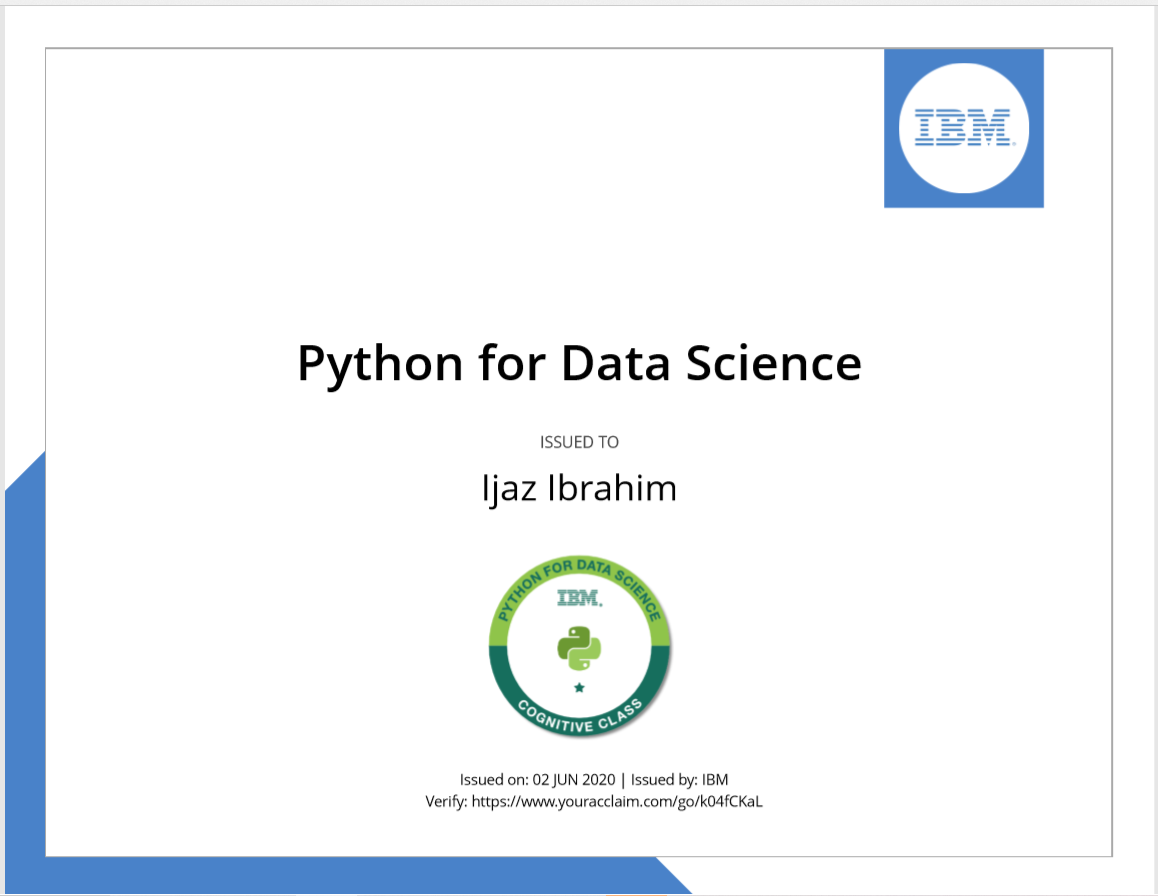 IBM
Python for Data Science
ISSUED TO
Ijaz Ibrahim
PYTHON FOR DATA SCIENCE
IBM
COGNITIVE CLASS
Issued on: 02 JUN 2020 | Issued by: IBM
Verify: https://www.youracclaim.com/go/k04fCKaL